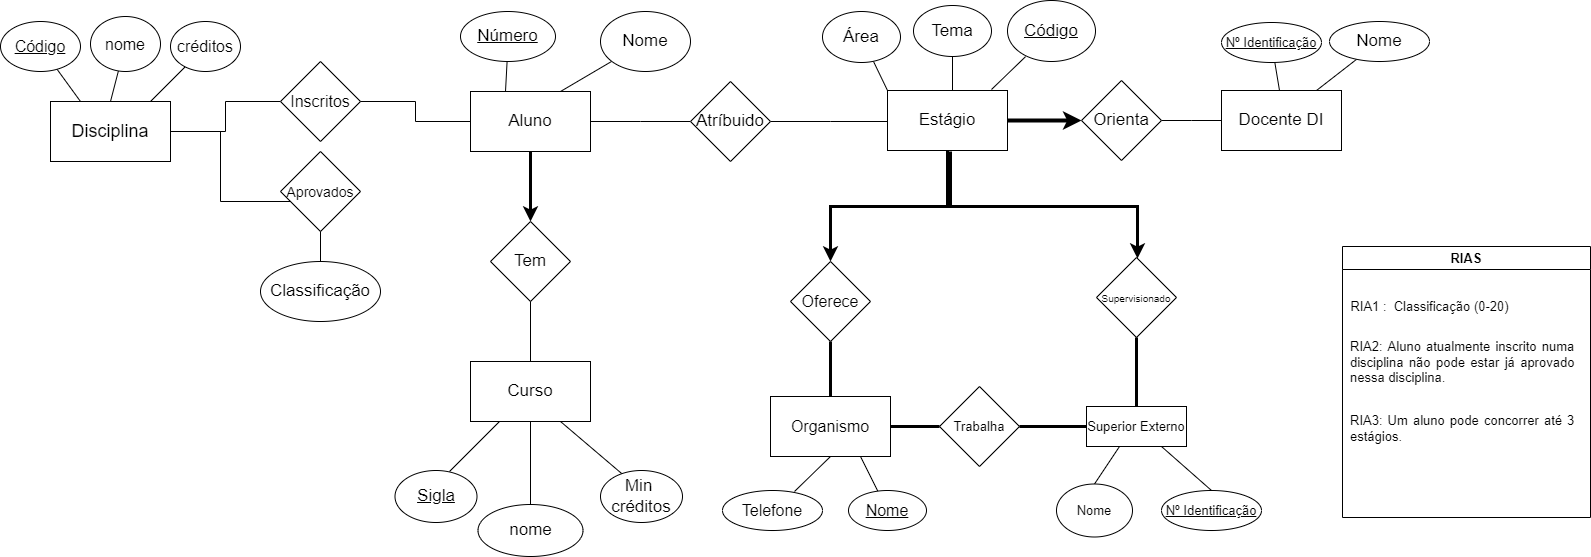 Código
nome
créditos
Número
Nome
Área
Tema
Código
Nº Identificação
Nome
Disciplina
Inscritos
Aluno
Atríbuido
Estágio
Orienta
Docente DI
Aprovados
Classificação
Tem
Oferece
Supervisionado
Curso
Organismo
Trabalha
Superior Externo
Sigla
nome
Min
créditos
Telefone
Nome
Nome
Nº Identificação
RIAS
RIA1 : Classificação (0-20)
RIA2: Aluno atualmente inscrito numa
disciplina não pode estar já aprovado
nessa disciplina.
RIA3: Um aluno pode concorrer até 3
estágios.